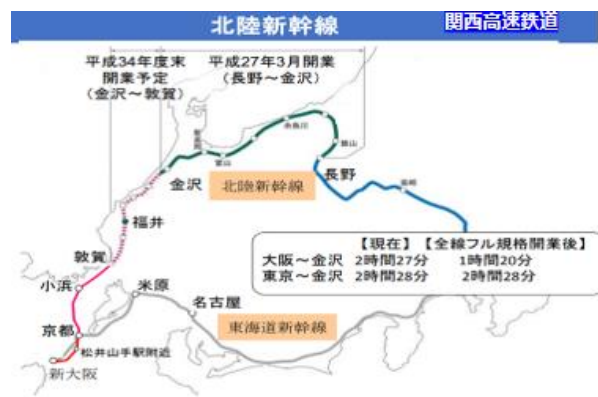 北陸新幹線
関西高速鉄道
平成34年度末
開業予定
(金沢～敦賀)
平成27年3月開業
(長野～金沢)
糸魚川
富山
飯山
金沢
北陸新幹線
長野
高崎
福井
【現在】【全線フル規格開業後】
大阪～金沢 2時間27分 1時間20分
東京～金沢 2時間28分 2時間28分
敦賀
小浜
米原
名古屋
京都
東海道新幹線
松井山手駅附近
新大阪